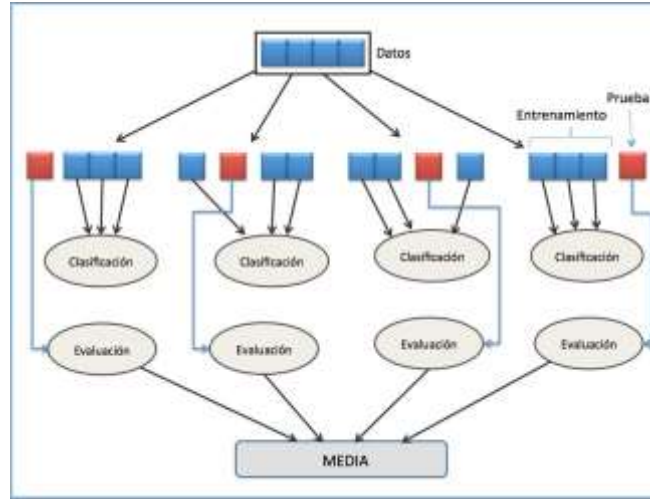 Datos
Prueba
Entrenamiento
Clasificación
Clasificación
Clasificación
Clasificación
Evaluación
Evaluación
Evaluación
Evaluación
MEDIA